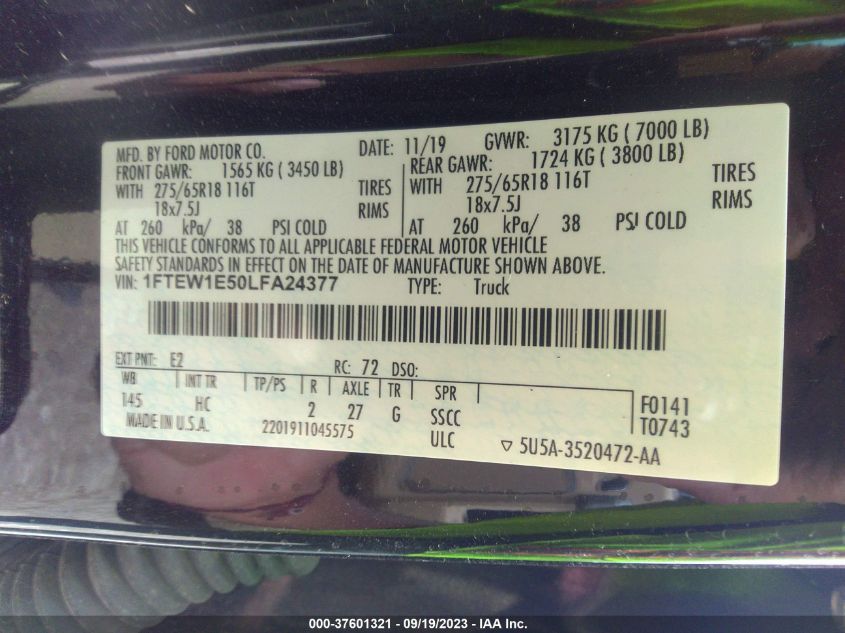 MFD. BY FORD MOTOR CO. DATE: 11/19 GVWR: 3175 KG ( 7000 LB)
FRONT GAWR: 1565 KG ( 3450 LB) REAR GAWR: 1724 KG ( 3800 LB)
WITH 275/65R18 116T TIRES WITH 275/65R18 116T TIRES
18x7.5J RIMS 18x7.5J RIMS
AT 260 kPa/ 38 PSI COLD AT 260 kPa/ 38 PSI COLD
THIS VEHICLE CONFORMS TO ALL APPLICABLE FEDERAL MOTOR VEHICLE
SAFETY STANDARDS IN EFFECT ON THE DATE OF MANUFACTURE SHOWN ABOVE.
VIN: 1FTEW1E50LFA24377 TYPE: Truck
EXT PNT: E2 RC: 72 DSO:
WB INT TR TP/PS R AXLE TR SPR
145 HC 2 27 G SSCC F0141
MADE IN U.S.A. 2201911045575 ULC T0743
▽ 5U5A-3520472-AA
000-37601321 / 09/19/2023 - IAA Inc.